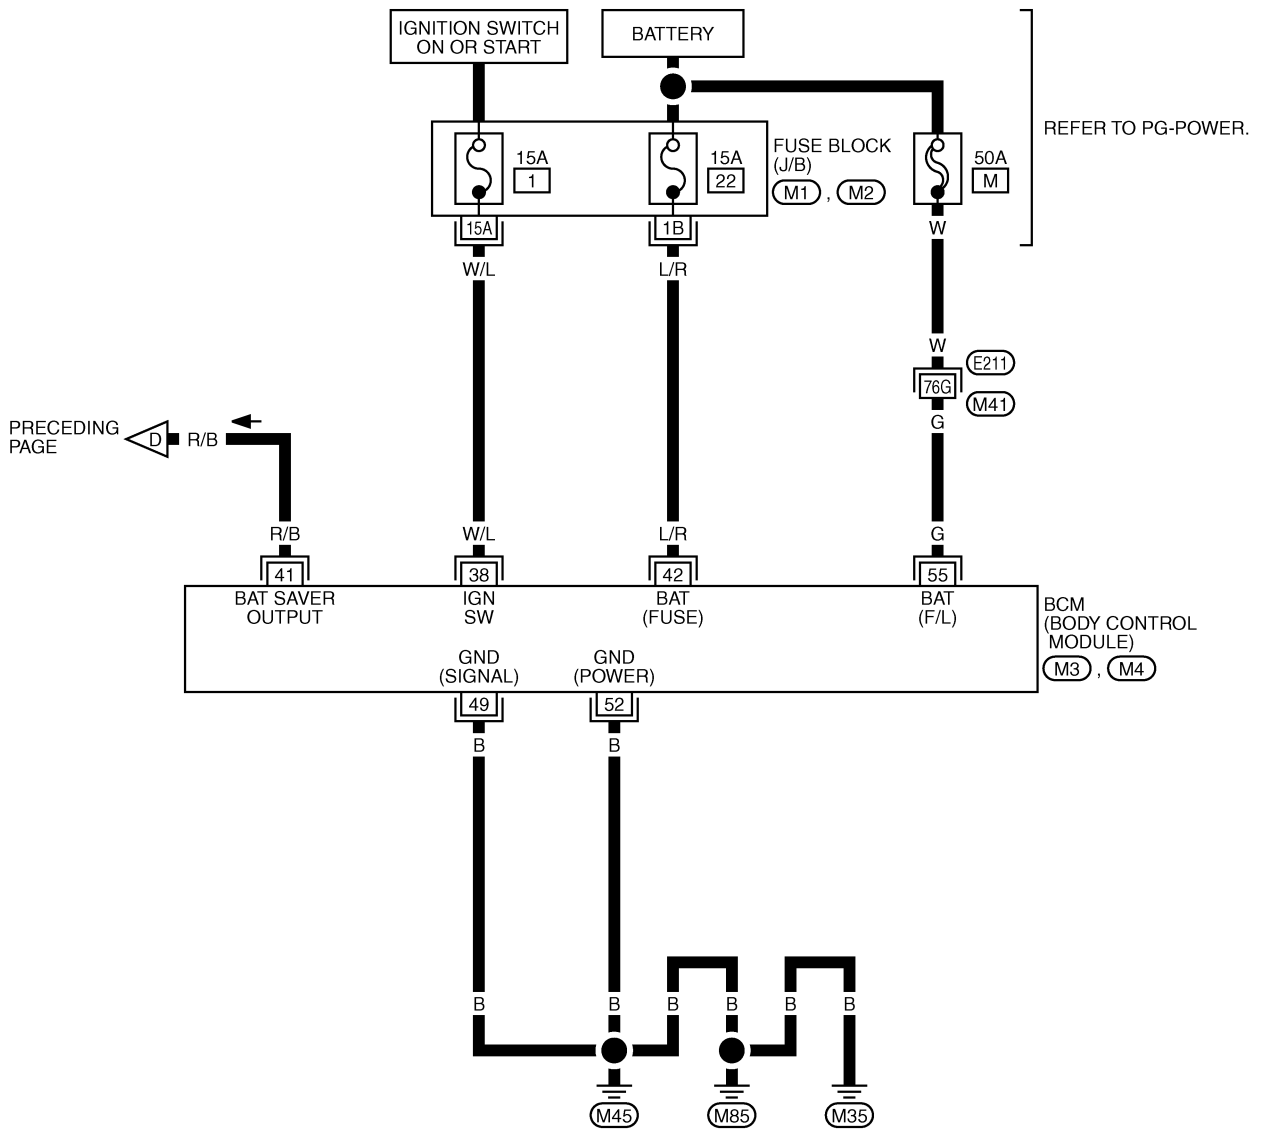 IGNITION SWITCH
ON OR START
BATTERY
REFER TO PG-POWER.
15A
1
15A
22
FUSE BLOCK
(J/B)
M1 , M2
50A
M
15A
1B
W
W/L
L/R
W
E211
76G
M41
G
PRECEDING
PAGE
D
R/B
R/B
W/L
L/R
G
41
38
42
55
BAT SAVER
OUTPUT
IGN
SW
BAT
(FUSE)
BAT
(F/L)
BCM
(BODY CONTROL
MODULE)
M3 , M4
GND
(SIGNAL)
GND
(POWER)
49
52
B
B
B
B
B
B
B
B
M45
M85
M35